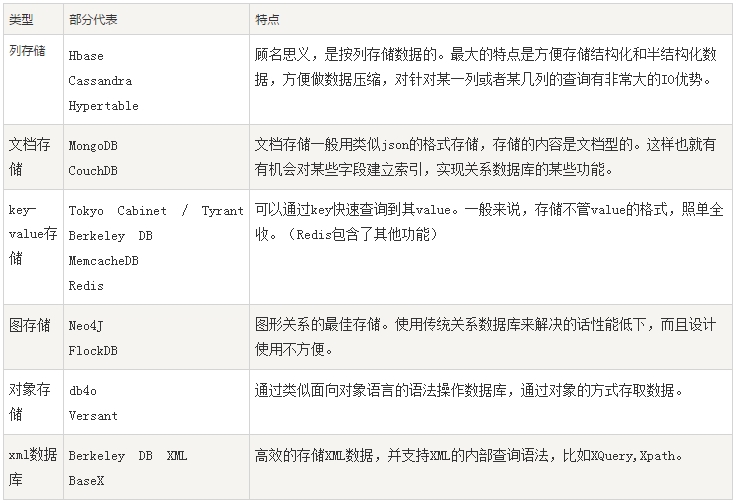 类型 部分代表 特点
列存储
Hbase
Cassandra
Hypertable
顾名思义，是按列存储数据的。最大的特点是方便存储结构化和半结构化数
据，方便做数据压缩，对针对某一列或者某几列的查询有非常大的IO优势。
文档存
储
MongoDB
CouchDB
文档存储一般用类似json的格式存储，存储的内容是文档型的。这样也就有
有机会对某些字段建立索引，实现关系数据库的某些功能。
key-
value存
储
Tokyo Cabinet / Tyrant
Berkeley DB
MemcacheDB
Redis
可以通过key快速查询到其value。一般来说，存储不管value的格式，照单全
收。（Redis包含了其他功能）
图存储
Neo4J
FlockDB
图形关系的最佳存储。使用传统关系数据库来解决的话性能低下，而且设计
使用不方便。
对象存
储
db4o
Versant
通过类似面向对象语言的语法操作数据库，通过对象的方式存取数据。
xml数据
库
Berkeley DB XML
BaseX
高效的存储XML数据，并支持XML的内部查询语法，比如XQuery,Xpath。